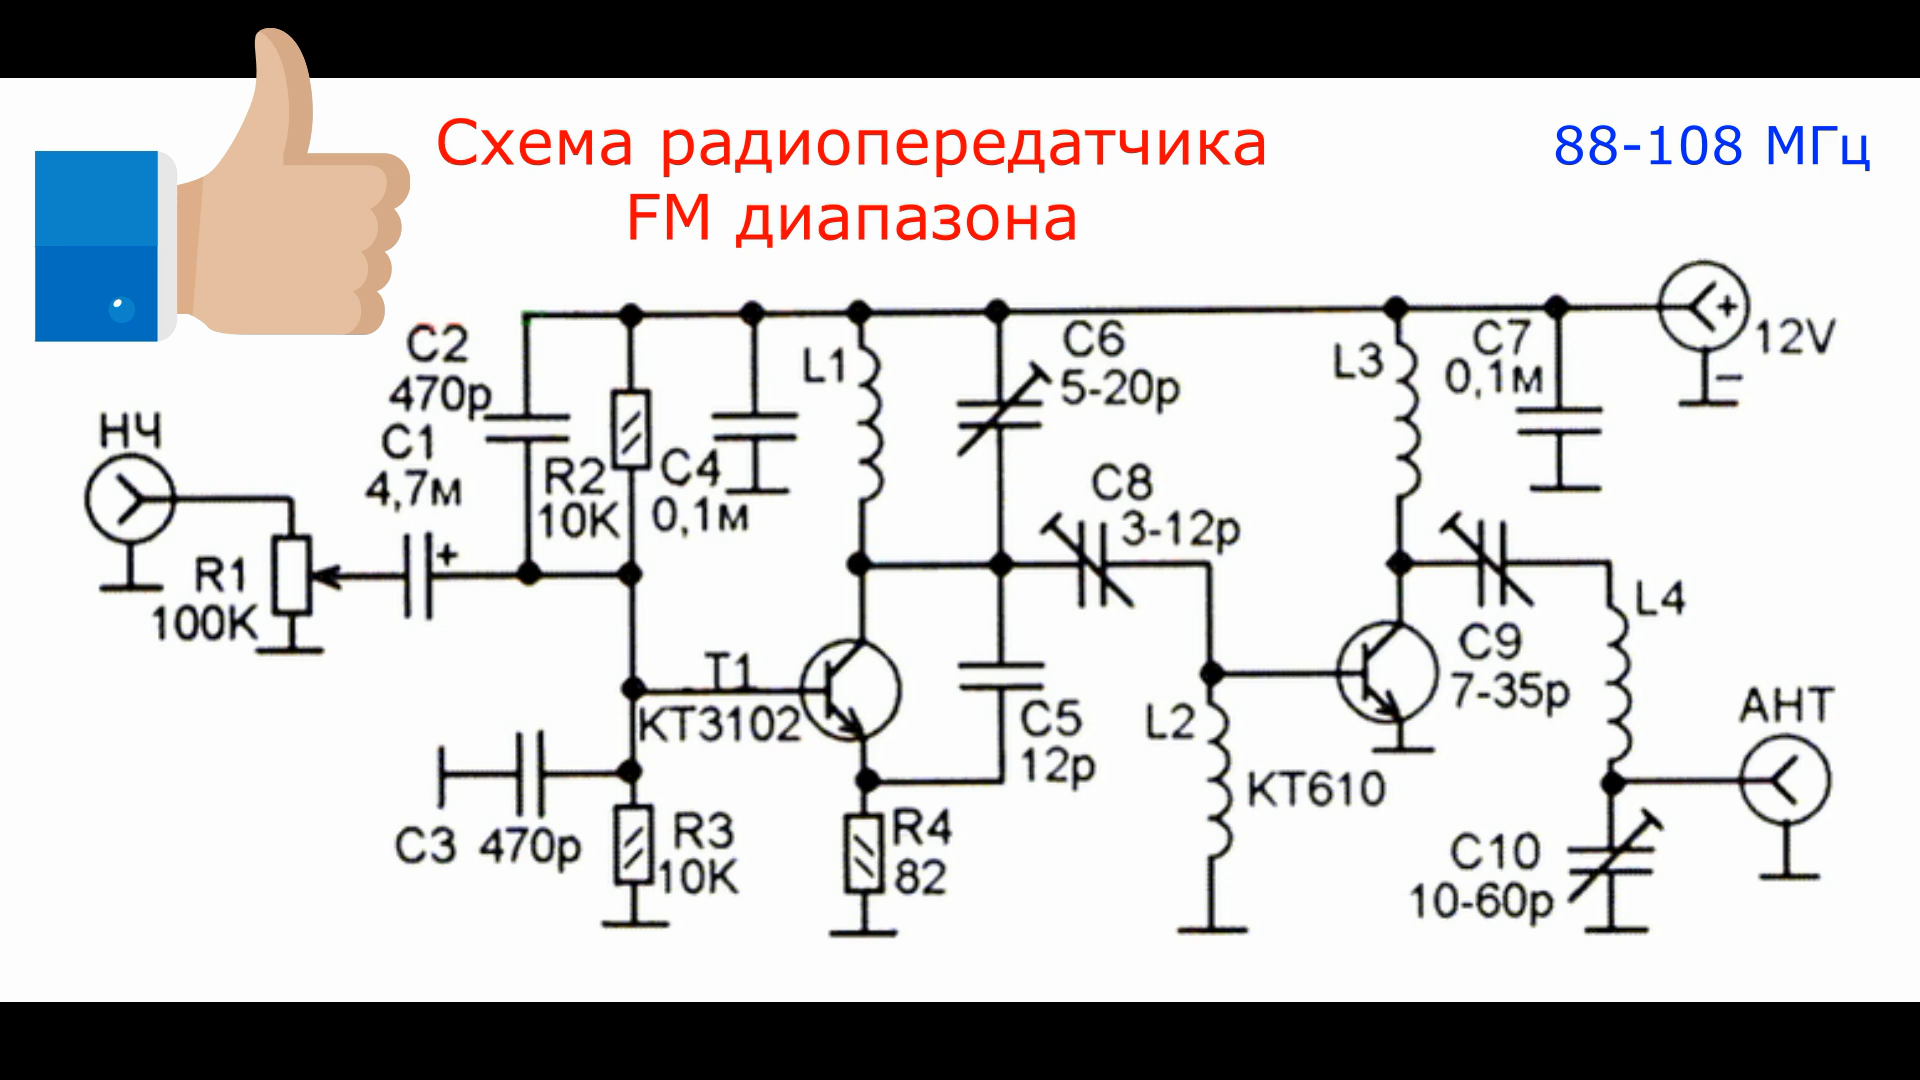 Схема радиопередатчика
FM диапазона
88-108 МГц
C2
470p
C1
4,7м
НЧ
R1
100K
R2
10K
C4
0,1м
L1
C6
5-20p
C8
3-12p
L3
C7
0,1м
+
12V
−
+
T1
КТ3102
C5
12p
L2
КТ610
C9
7-35p
L4
АНТ
C3 470p
R3
10K
R4
82
C10
10-60p